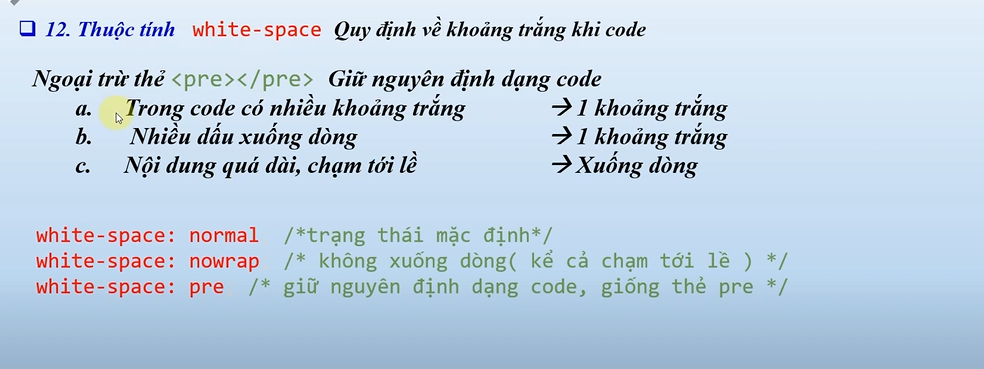 12. Thuộc tính white-space Quy định về khoảng trắng khi code
Ngoại trừ thẻ <pre></pre> Giữ nguyên định dạng code
a. Trong code có nhiều khoảng trắng → 1 khoảng trắng
b. Nhiều dấu xuống dòng → 1 khoảng trắng
c. Nội dung quá dài, chạm tới lề → Xuống dòng
white-space: normal /*trạng thái mặc định*/
white-space: nowrap /* không xuống dòng( kể cả chạm tới lề ) */
white-space: pre /* giữ nguyên định dạng code, giống thẻ pre */